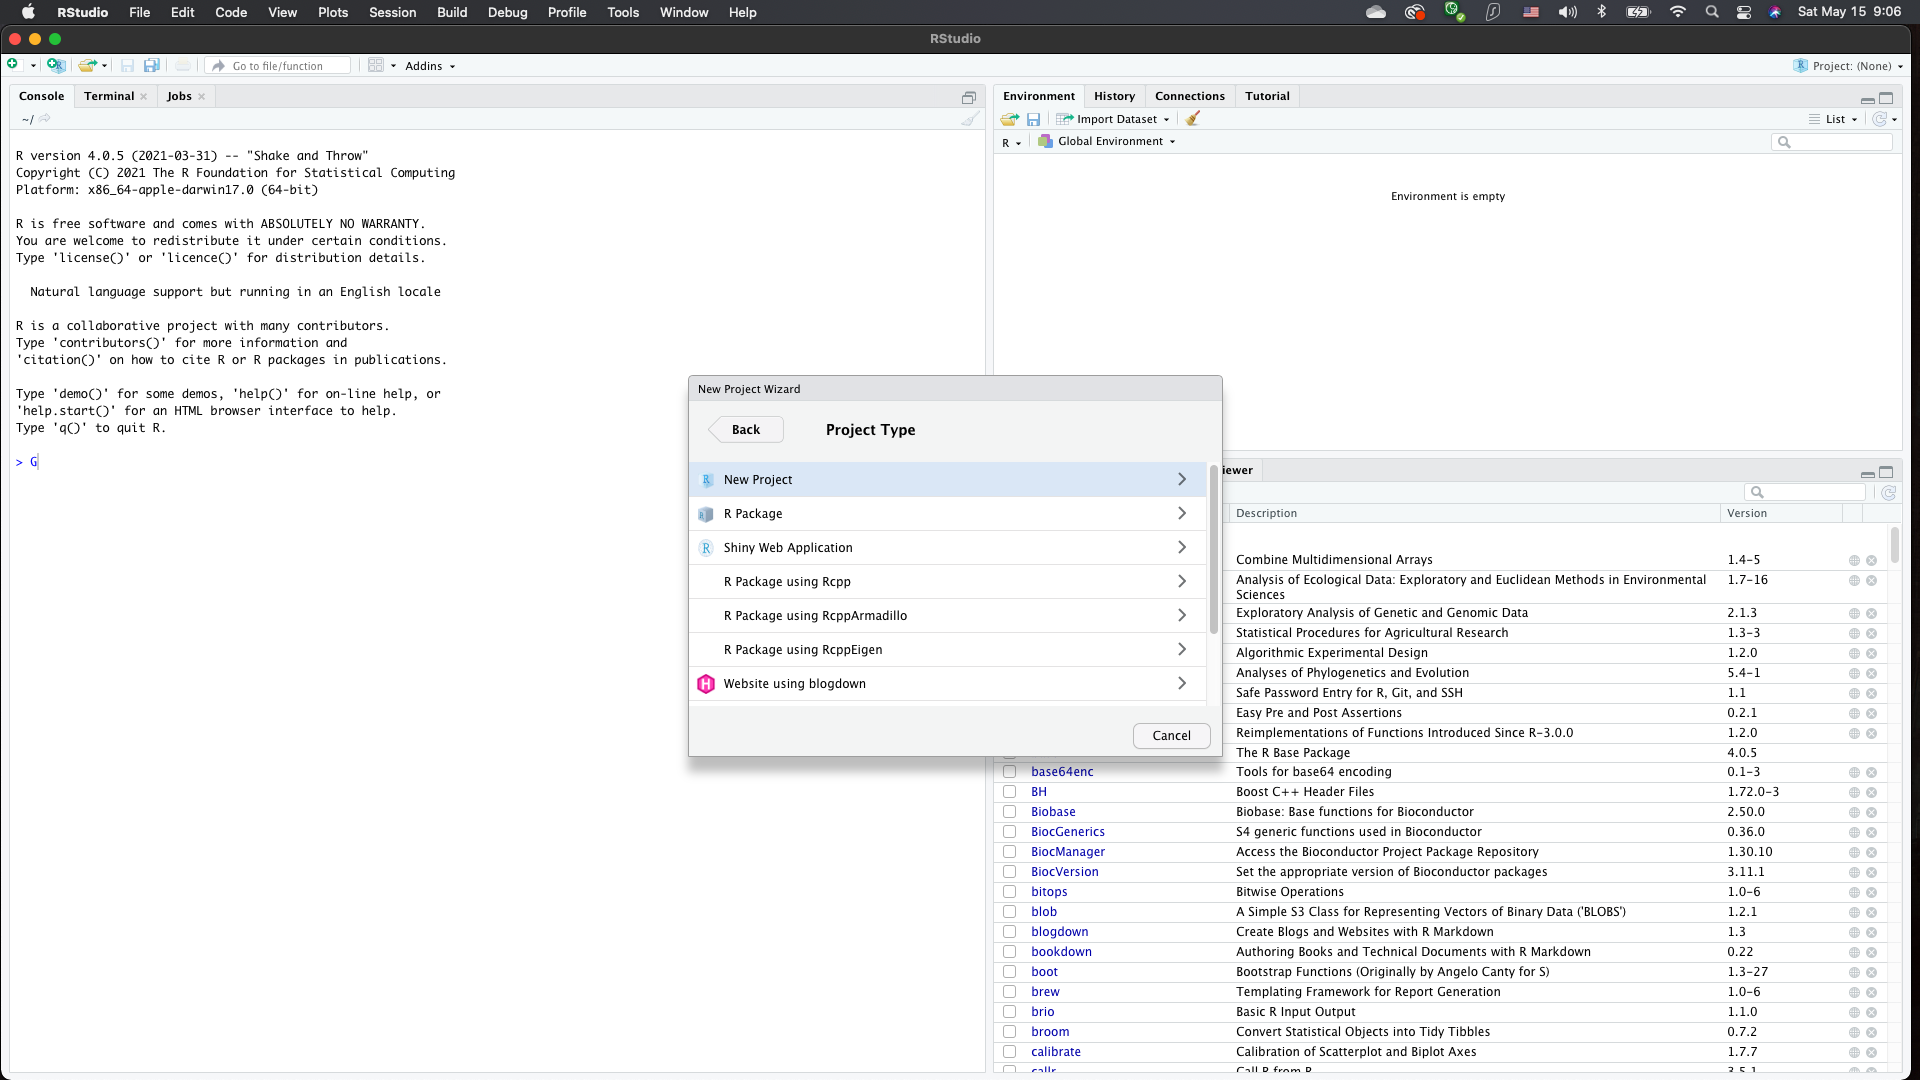 RStudio File Edit Code View Plots Session Build Debug Profile Tools Window Help Sat May 15 9:06
RStudio
Go to file/function Addins Project: (None)
Console Terminal Jobs
~/
R version 4.0.5 (2021-03-31) -- "Shake and Throw"
Copyright (C) 2021 The R Foundation for Statistical Computing
Platform: x86_64-apple-darwin17.0 (64-bit)
R is free software and comes with ABSOLUTELY NO WARRANTY.
You are welcome to redistribute it under certain conditions.
Type 'license()' or 'licence()' for distribution details.
Natural language support but running in an English locale
R is a collaborative project with many contributors.
Type 'contributors()' for more information and
'citation()' on how to cite R or R packages in publications.
Type 'demo()' for some demos, 'help()' for on-line help, or
'help.start()' for an HTML browser interface to help.
Type 'q()' to quit R.
> G
Environment History Connections Tutorial
Import Dataset List
R Global Environment
Environment is empty
New Project Wizard
Back Project Type
New Project
R Package
Shiny Web Application
R Package using Rcpp
R Package using RcppArmadillo
R Package using RcppEigen
Website using blogdown
Cancel
iewer
Description Version
Combine Multidimensional Arrays 1.4-5
Analysis of Ecological Data: Exploratory and Euclidean Methods in Environmental 1.7-16
Sciences
Exploratory Analysis of Genetic and Genomic Data 2.1.3
Statistical Procedures for Agricultural Research 1.3-3
Algorithmic Experimental Design 1.2.0
Analyses of Phylogenetics and Evolution 5.4-1
Safe Password Entry for R, Git, and SSH 1.1
Easy Pre and Post Assertions 0.2.1
Reimplementations of Functions Introduced Since R-3.0.0 1.2.0
The R Base Package 4.0.5
base64enc Tools for base64 encoding 0.1-3
BH Boost C++ Header Files 1.72.0-3
Biobase Biobase: Base functions for Bioconductor 2.50.0
BiocGenerics S4 generic functions used in Bioconductor 0.36.0
BiocManager Access the Bioconductor Project Package Repository 1.30.10
BiocVersion Set the appropriate version of Bioconductor packages 3.11.1
bitops Bitwise Operations 1.0-6
blob A Simple S3 Class for Representing Vectors of Binary Data ('BLOBS') 1.2.1
blogdown Create Blogs and Websites with R Markdown 1.3
bookdown Authoring Books and Technical Documents with R Markdown 0.22
boot Bootstrap Functions (Originally by Angelo Canty for S) 1.3-27
brew Templating Framework for Report Generation 1.0-6
brio Basic R Input Output 1.1.0
broom Convert Statistical Objects into Tidy Tibbles 0.7.2
calibrate Calibration of Scatterplot and Biplot Axes 1.7.7
callr Call R from R 3.5.1